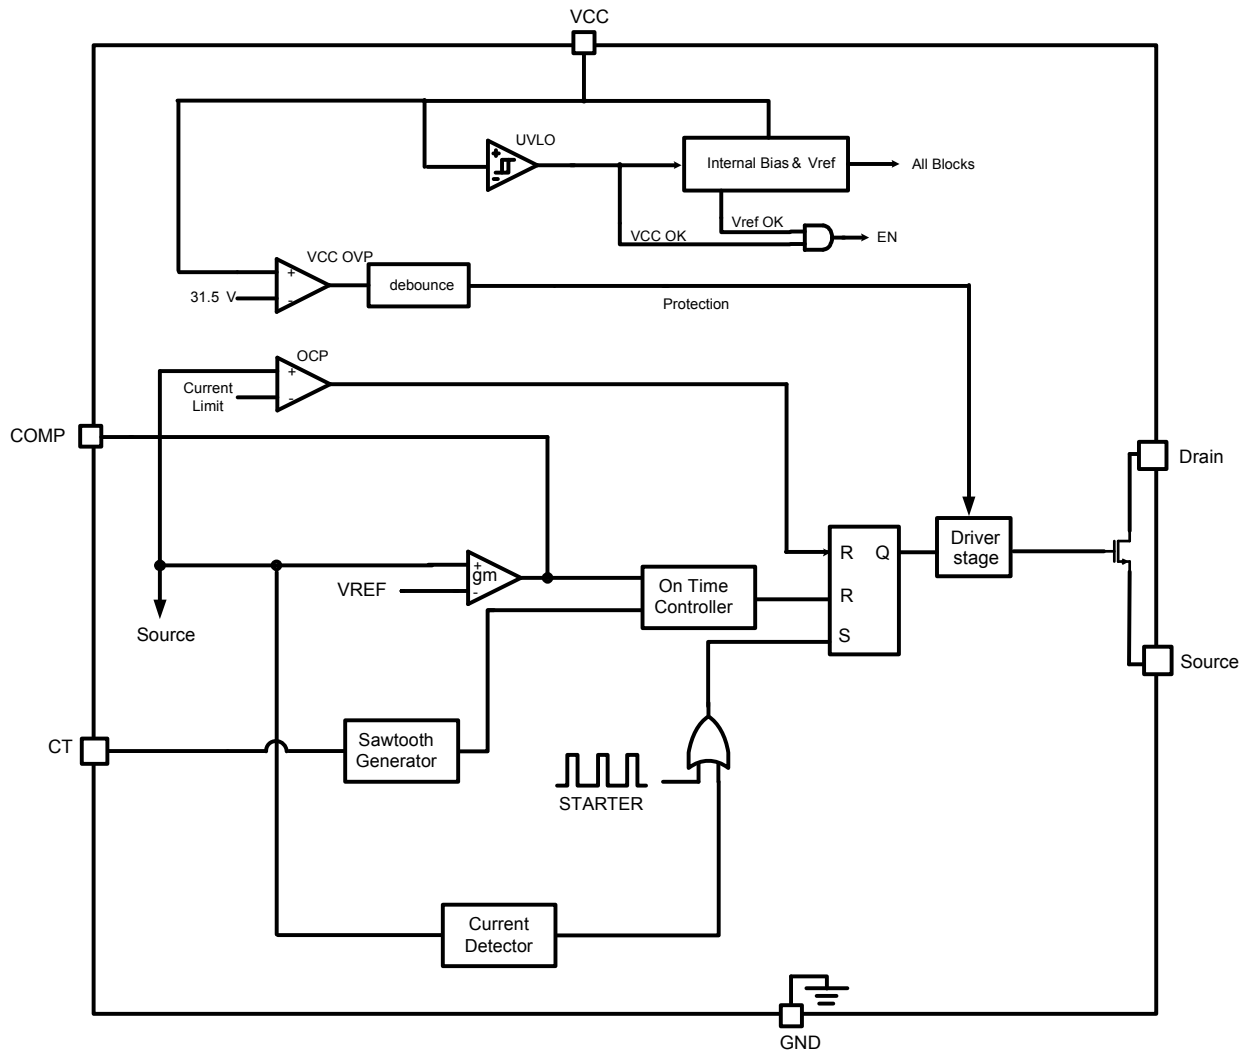 VCC
UVLO
+
-
Internal Bias & Vref
All Blocks
Vref OK
VCC OK
EN
VCC OVP
+
31.5 V
-
debounce
Protection
OCP
+
Current
Limit
-
COMP
Drain
R Q
Driver
stage
+
gm
-
VREF
On Time
Controller
R
S
Source
Source
CT
Sawtooth
Generator
STARTER
Current
Detector
GND